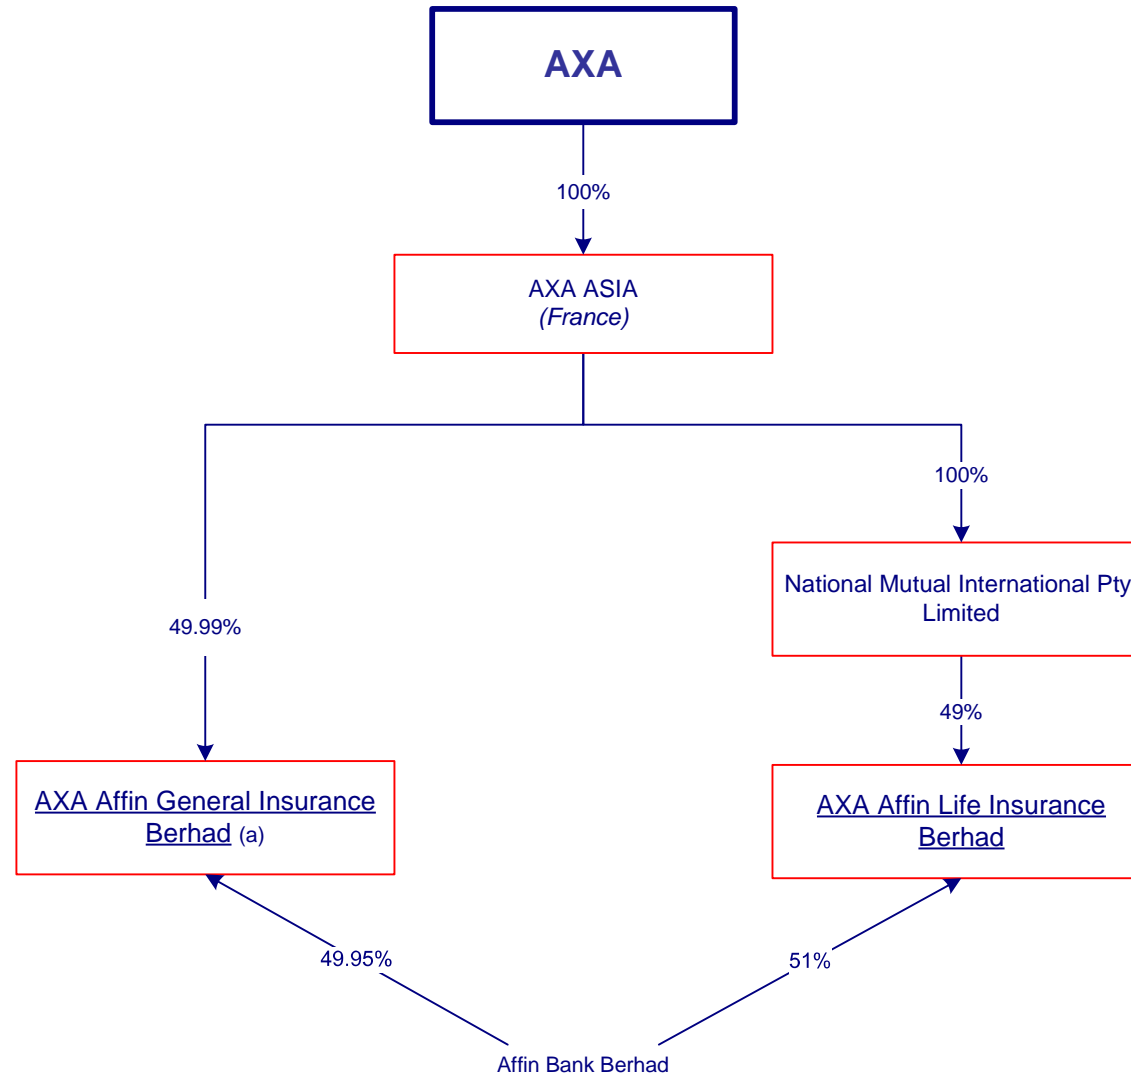 AXA
100%
AXA ASIA
(France)
100%
49.99%
National Mutual International Pty
Limited
49%
AXA Affin General Insurance
Berhad (a)
AXA Affin Life Insurance
Berhad
49.95%
51%
Affin Bank Berhad